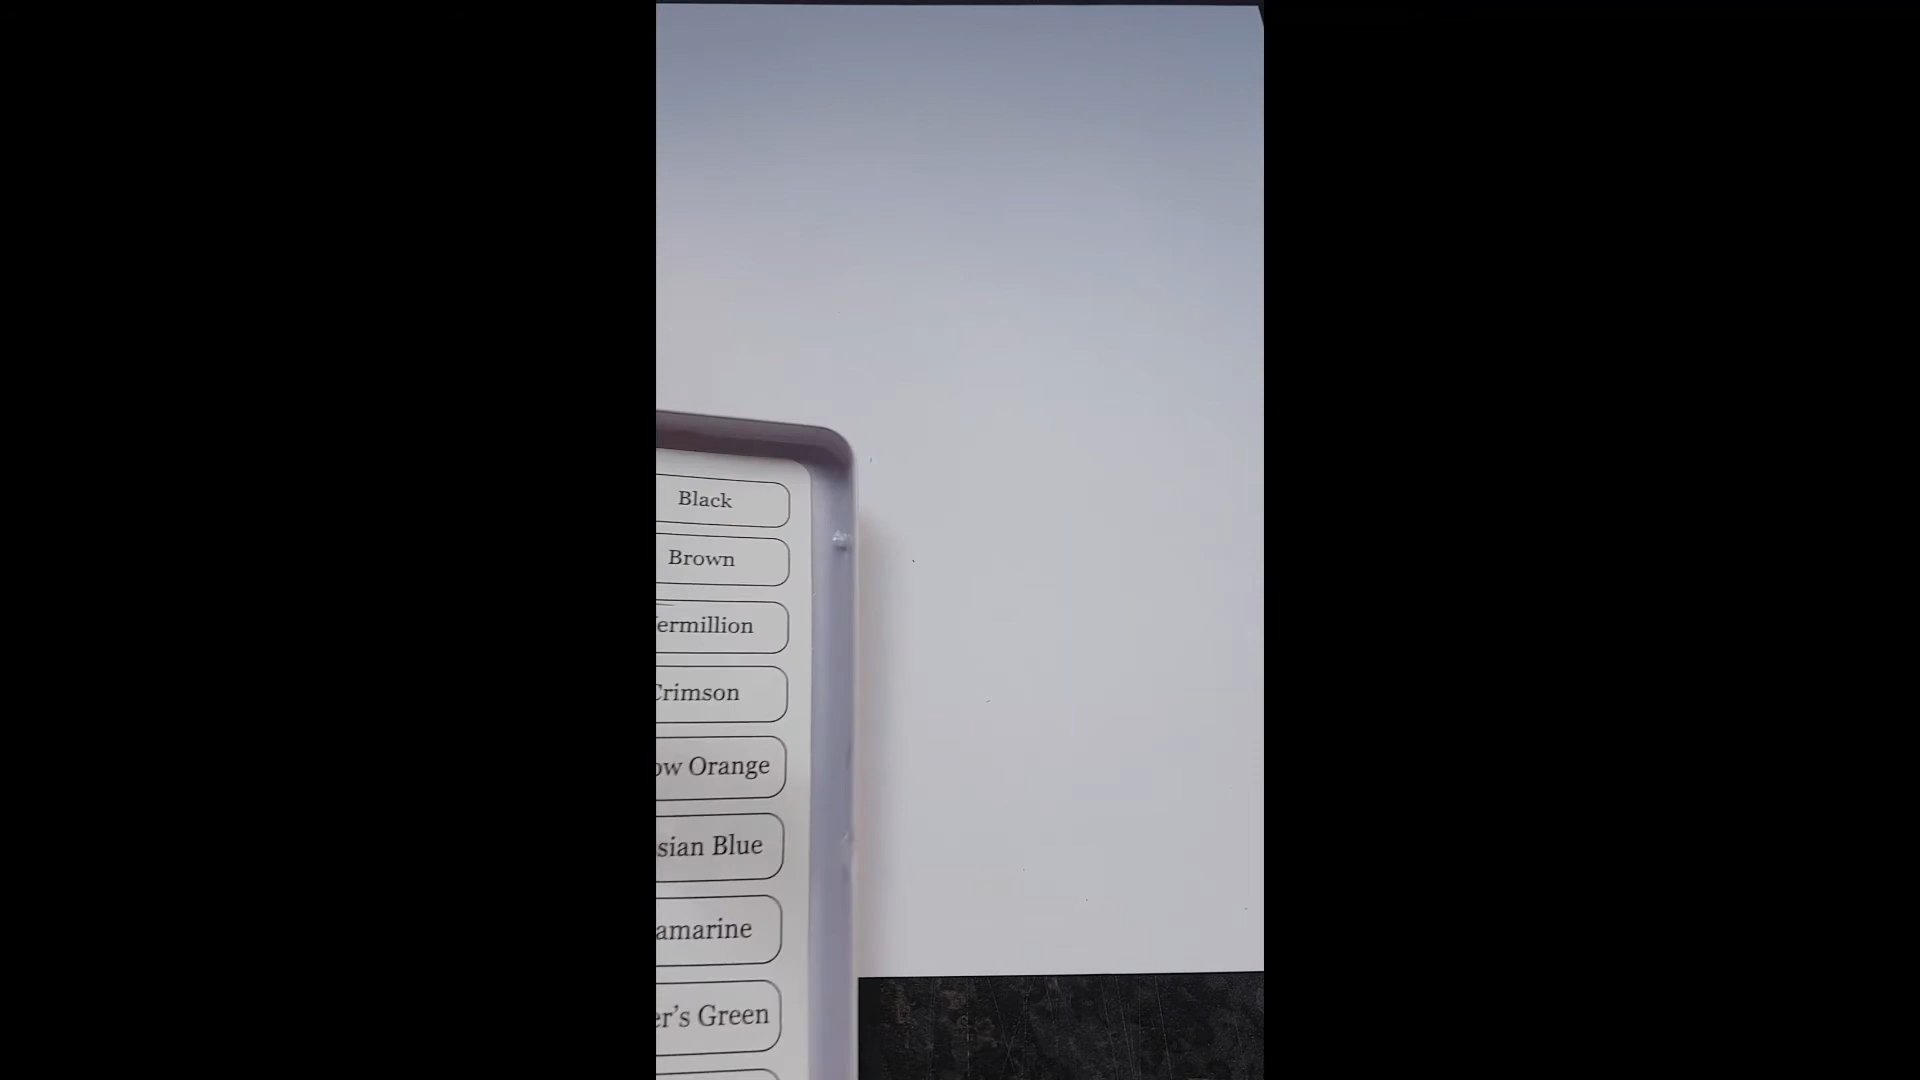 Black
Brown
ermillion
Crimson
ow Orange
sian Blue
amarine
er's Green